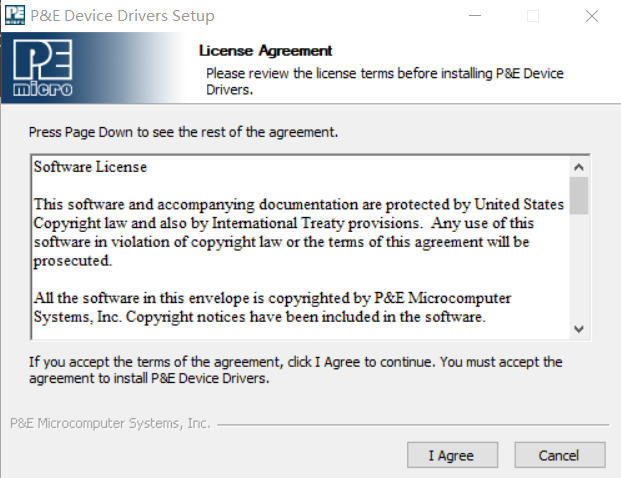 P&E Device Drivers Setup
PE
micro
License Agreement
Please review the license terms before installing P&E Device
Drivers.
Press Page Down to see the rest of the agreement.
Software License
This software and accompanying documentation are protected by United States
Copyright law and also by International Treaty provisions.  Any use of this
software in violation of copyright law or the terms of this agreement will be
prosecuted.
All the software in this envelope is copyrighted by P&E Microcomputer
Systems, Inc. Copyright notices have been included in the software.
If you accept the terms of the agreement, click I Agree to continue. You must accept the
agreement to install P&E Device Drivers.
P&E Microcomputer Systems, Inc.
I Agree
Cancel